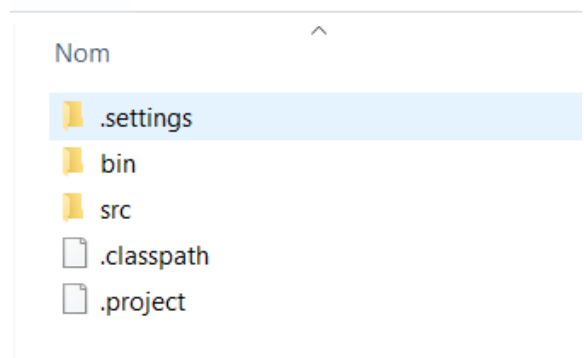 Nom
.settings
bin
src
.classpath
.project